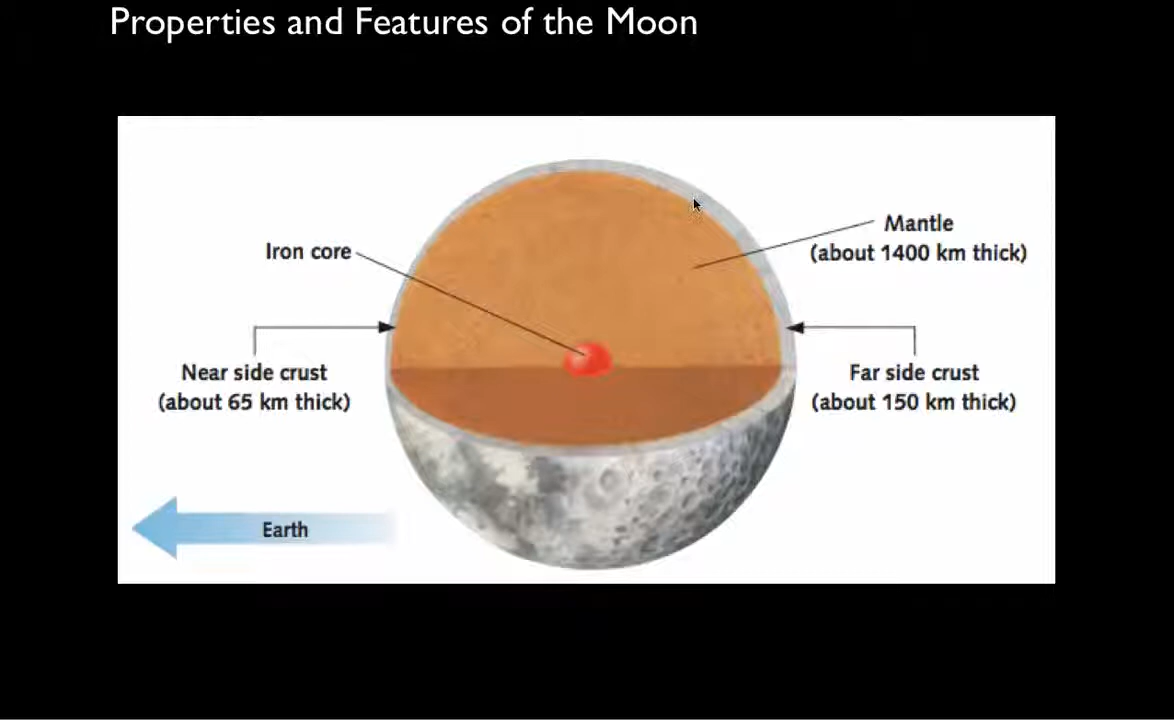 Properties and Features of the Moon
Iron core
Mantle
(about 1400 km thick)
Near side crust
(about 65 km thick)
Far side crust
(about 150 km thick)
Earth